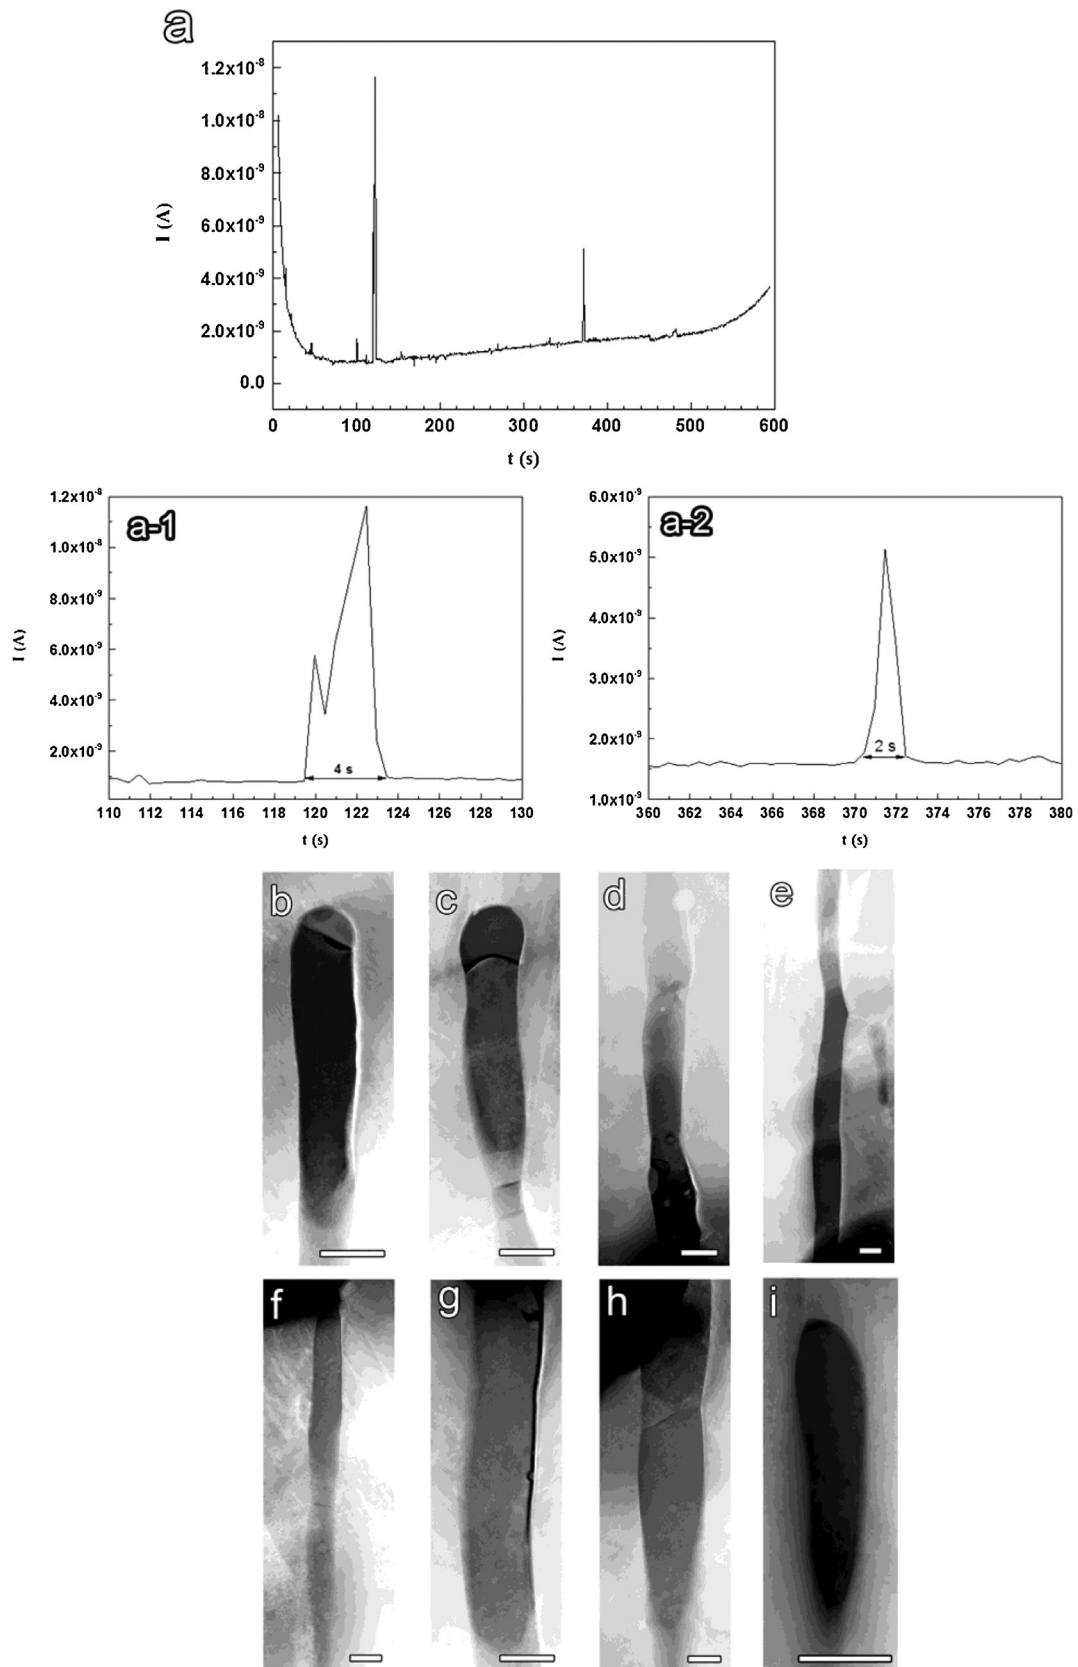 a
1.2x10⁻⁸
1.0x10⁻⁸
8.0x10⁻⁹
6.0x10⁻⁹
4.0x10⁻⁹
2.0x10⁻⁹
0.0
I (A)
0 100 200 300 400 500 600
t (s)
a-1
1.2x10⁻⁸
1.0x10⁻⁸
8.0x10⁻⁹
6.0x10⁻⁹
4.0x10⁻⁹
2.0x10⁻⁹
I (A)
4 s
110 112 114 116 118 120 122 124 126 128 130
t (s)
a-2
6.0x10⁻⁹
5.0x10⁻⁹
4.0x10⁻⁹
3.0x10⁻⁹
2.0x10⁻⁹
1.0x10⁻⁹
I (A)
2 s
360 362 364 366 368 370 372 374 376 378 380
t (s)
b c d e
f g h i